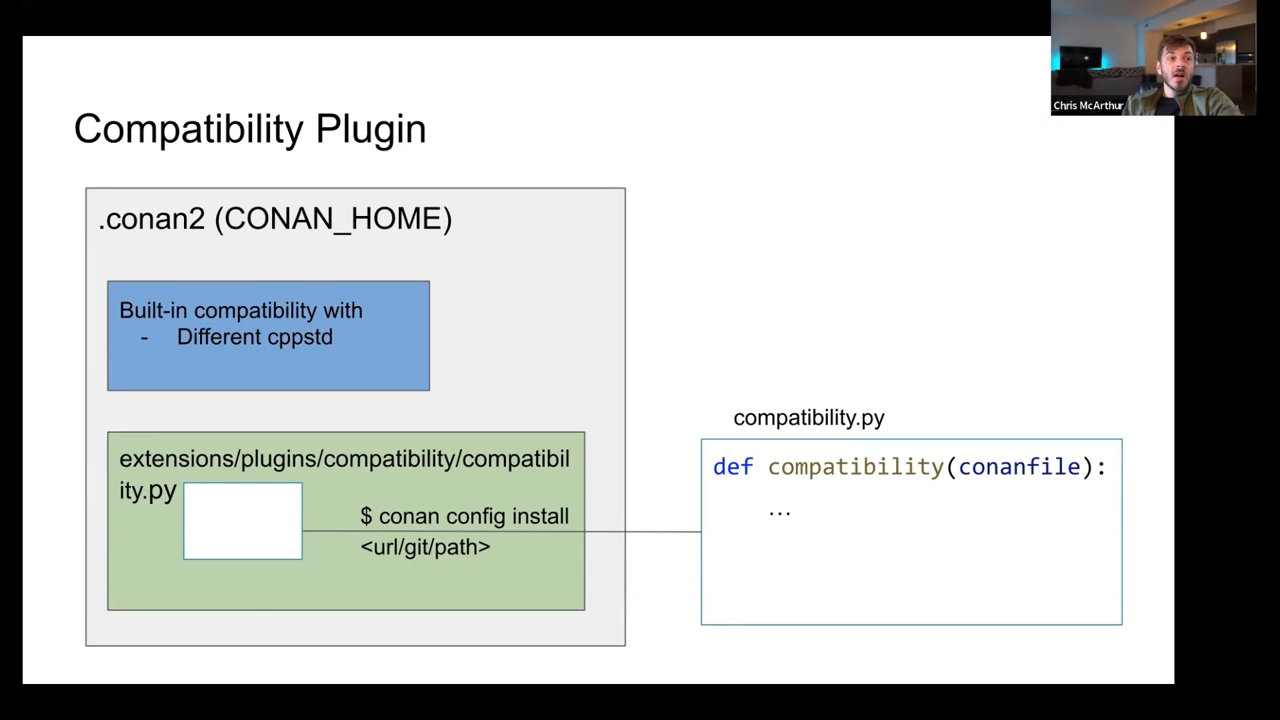 Chris McArthur
Compatibility Plugin
.conan2 (CONAN_HOME)
Built-in compatibility with
- Different cppstd
extensions/plugins/compatibility/compatibil
ity.py
$ conan config install
<url/git/path>
compatibility.py
def compatibility(conanfile):
...